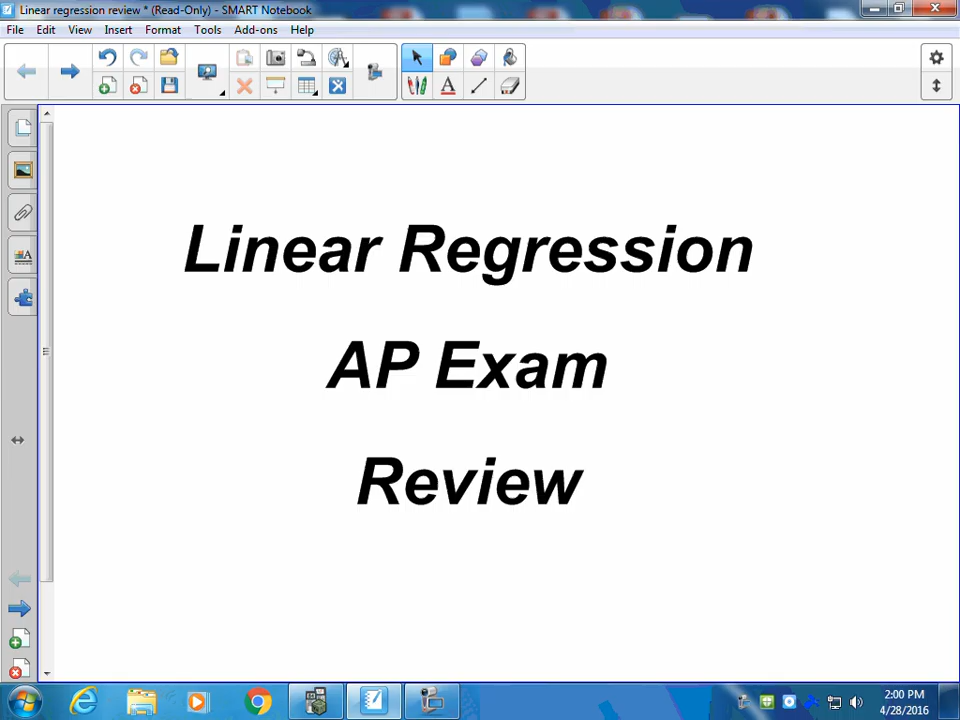 Linear regression review * (Read-Only) - SMART Notebook
File Edit View Insert Format Tools Add-ons Help
Linear Regression
AP Exam
Review
2:00 PM
4/28/2016